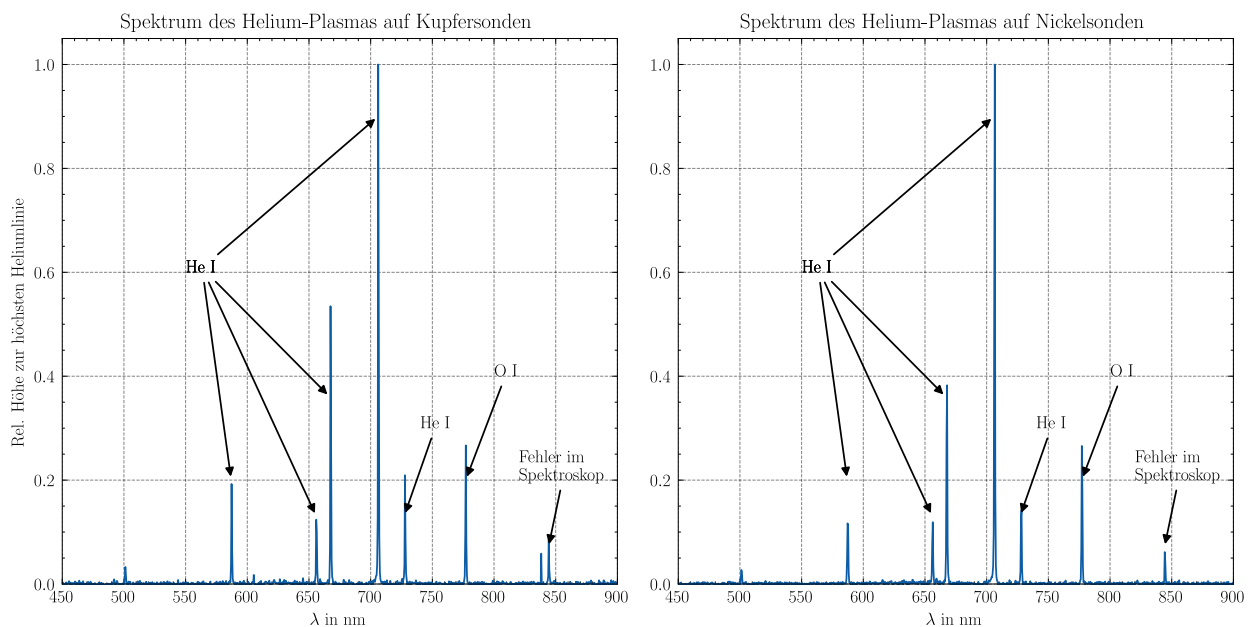 Spektrum des Helium-Plasmas auf Kupfersonden
Rel. Höhe zur höchsten Heliumlinie
1.0
0.8
0.6
0.4
0.2
0.0
He I
He I
O I
Fehler im
Spektroskop
450 500 550 600 650 700 750 800 850 900
λ in nm
Spektrum des Helium-Plasmas auf Nickelsonden
1.0
0.8
0.6
0.4
0.2
0.0
He I
He I
O I
Fehler im
Spektroskop
450 500 550 600 650 700 750 800 850 900
λ in nm